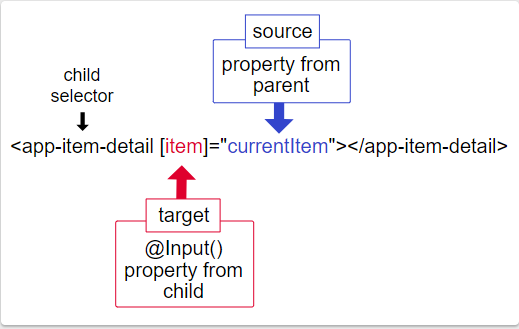 source
property from
parent
child
selector
<app-item-detail [item]="currentItem"></app-item-detail>
target
@Input()
property from
child